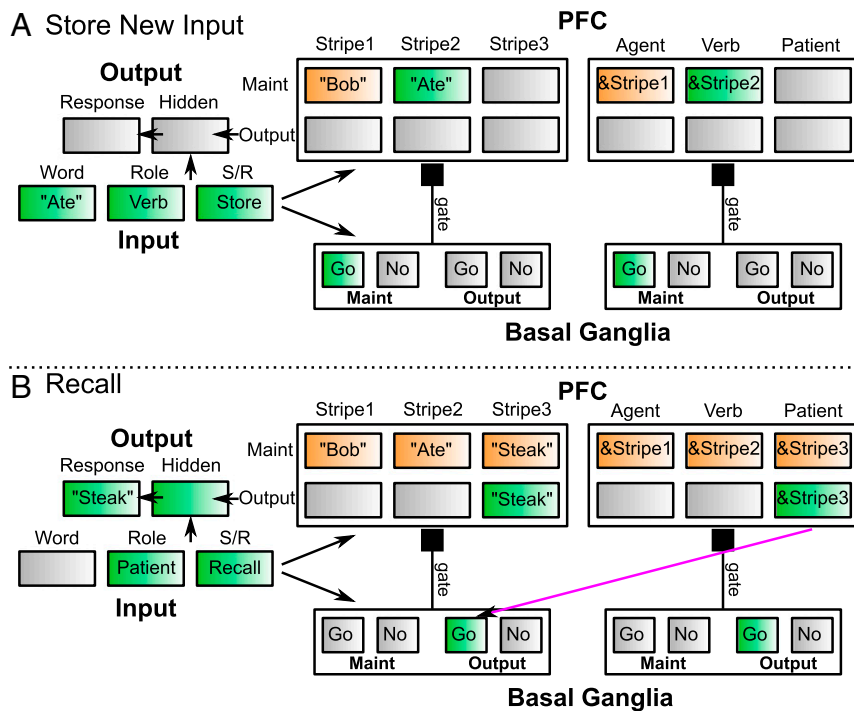 A Store New Input
PFC
Stripe1 Stripe2 Stripe3
Agent Verb Patient
Output
Maint "Bob" "Ate"
&Stripe1 &Stripe2
Response Hidden
Output
Word Role S/R
"Ate" Verb Store
Input
gate
gate
Go No Go No
Maint Output
Go No Go No
Maint Output
Basal Ganglia
B Recall
PFC
Stripe1 Stripe2 Stripe3
Agent Verb Patient
Output
Maint "Bob" "Ate" "Steak"
&Stripe1 &Stripe2 &Stripe3
Response Hidden
"Steak"
Output "Steak"
&Stripe3
Word Role S/R
Patient Recall
Input
gate
gate
Go No Go No
Maint Output
Go No Go No
Maint Output
Basal Ganglia